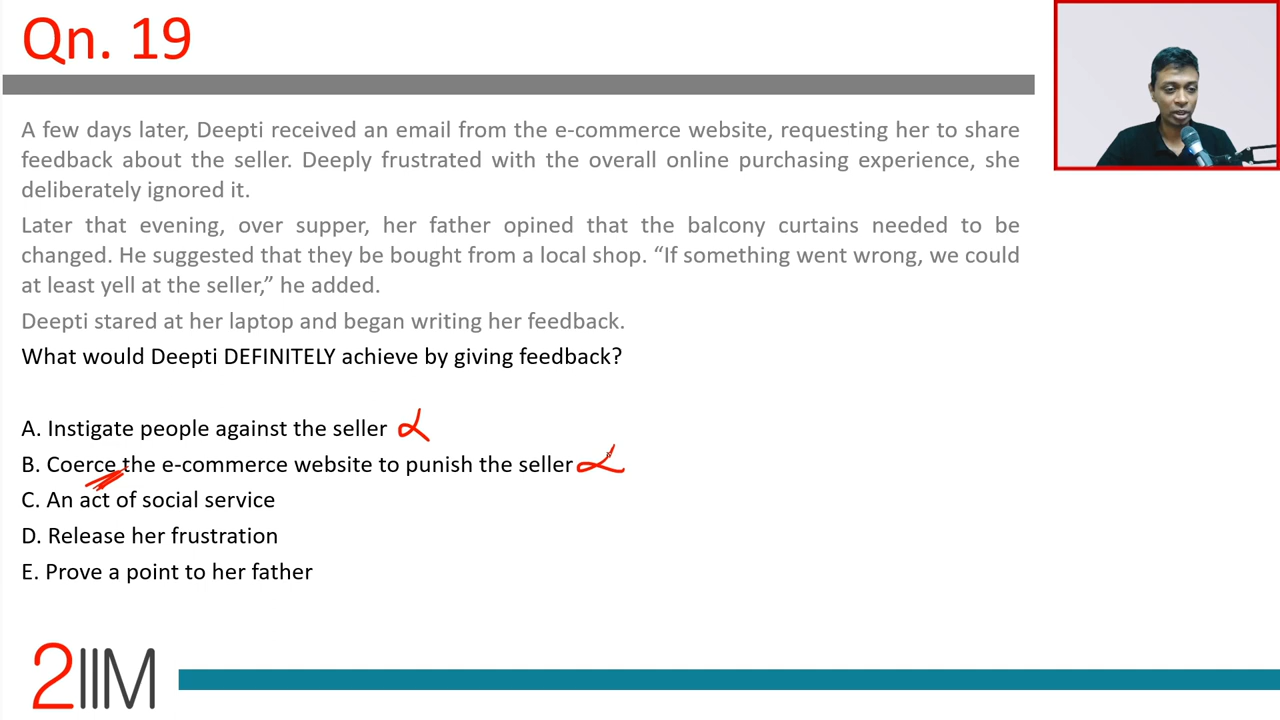 Qn. 19
A few days later, Deepti received an email from the e-commerce website, requesting her to share
feedback about the seller. Deeply frustrated with the overall online purchasing experience, she
deliberately ignored it.
Later that evening, over supper, her father opined that the balcony curtains needed to be
changed. He suggested that they be bought from a local shop. “If something went wrong, we could
at least yell at the seller,” he added.
Deepti stared at her laptop and began writing her feedback.
What would Deepti DEFINITELY achieve by giving feedback?
A. Instigate people against the seller
B. Coerce the e-commerce website to punish the seller
C. An act of social service
D. Release her frustration
E. Prove a point to her father
2IIM